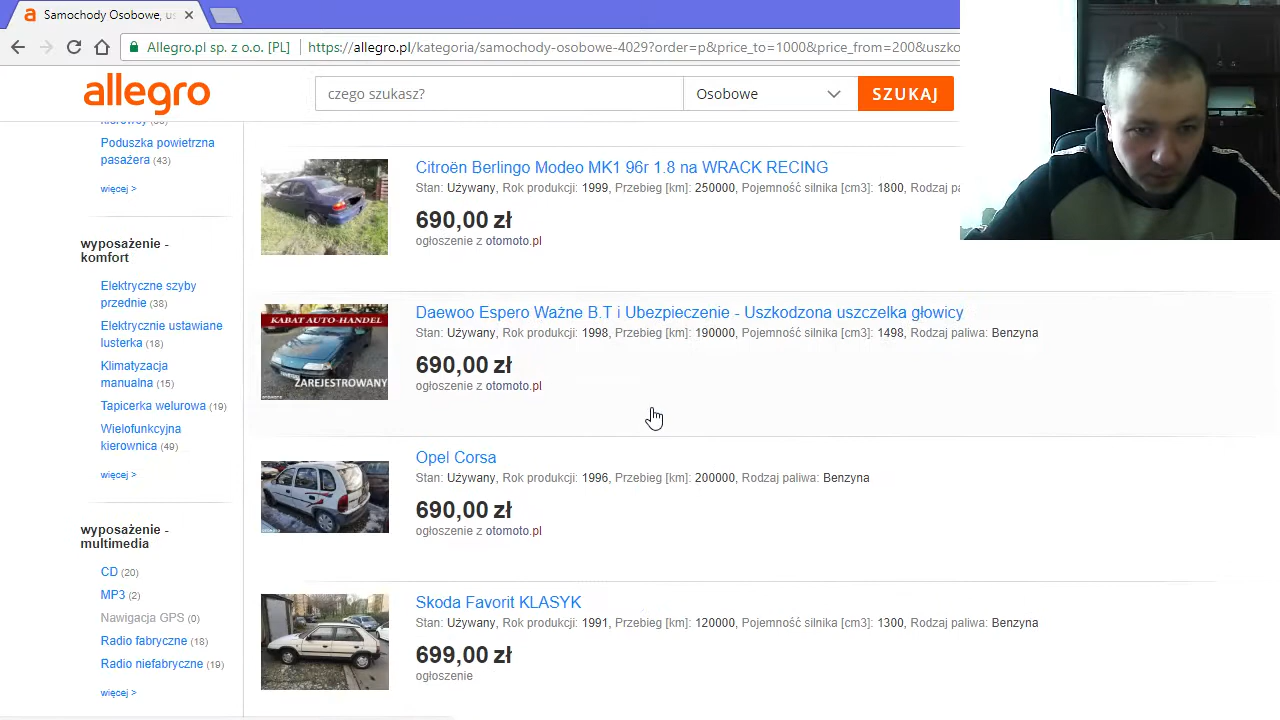 Samochody Osobowe, us
Allegro.pl sp. z o.o. [PL]
https://allegro.pl/kategoria/samochody-osobowe-4029?order=p&price_to=1000&price_from=200&uszko
allegro
czego szukasz?
Osobowe
SZUKAJ
Poduszka powietrzna
pasażera (43)
więcej >
wyposażenie -
komfort
Elektryczne szyby
przednie (38)
Elektrycznie ustawiane
lusterka (18)
Klimatyzacja
manualna (15)
Tapicerka welurowa (19)
Wielofunkcyjna
kierownica (49)
więcej >
wyposażenie -
multimedia
CD (20)
MP3 (2)
Nawigacja GPS (0)
Radio fabryczne (18)
Radio niefabryczne (19)
więcej >
Citroën Berlingo Modeo MK1 96r 1.8 na WRACK RECING
Stan: Używany, Rok produkcji: 1999, Przebieg [km]: 250000, Pojemność silnika [cm3]: 1800, Rodzaj pa
690,00 zł
ogłoszenie z otomoto.pl
KABAT AUTO-HANDEL
ZAREJESTROWANY
Daewoo Espero Ważne B.T i Ubezpieczenie - Uszkodzona uszczelka głowicy
Stan: Używany, Rok produkcji: 1998, Przebieg [km]: 190000, Pojemność silnika [cm3]: 1498, Rodzaj paliwa: Benzyna
690,00 zł
ogłoszenie z otomoto.pl
Opel Corsa
Stan: Używany, Rok produkcji: 1996, Przebieg [km]: 200000, Rodzaj paliwa: Benzyna
690,00 zł
ogłoszenie z otomoto.pl
Skoda Favorit KLASYK
Stan: Używany, Rok produkcji: 1991, Przebieg [km]: 120000, Pojemność silnika [cm3]: 1300, Rodzaj paliwa: Benzyna
699,00 zł
ogłoszenie